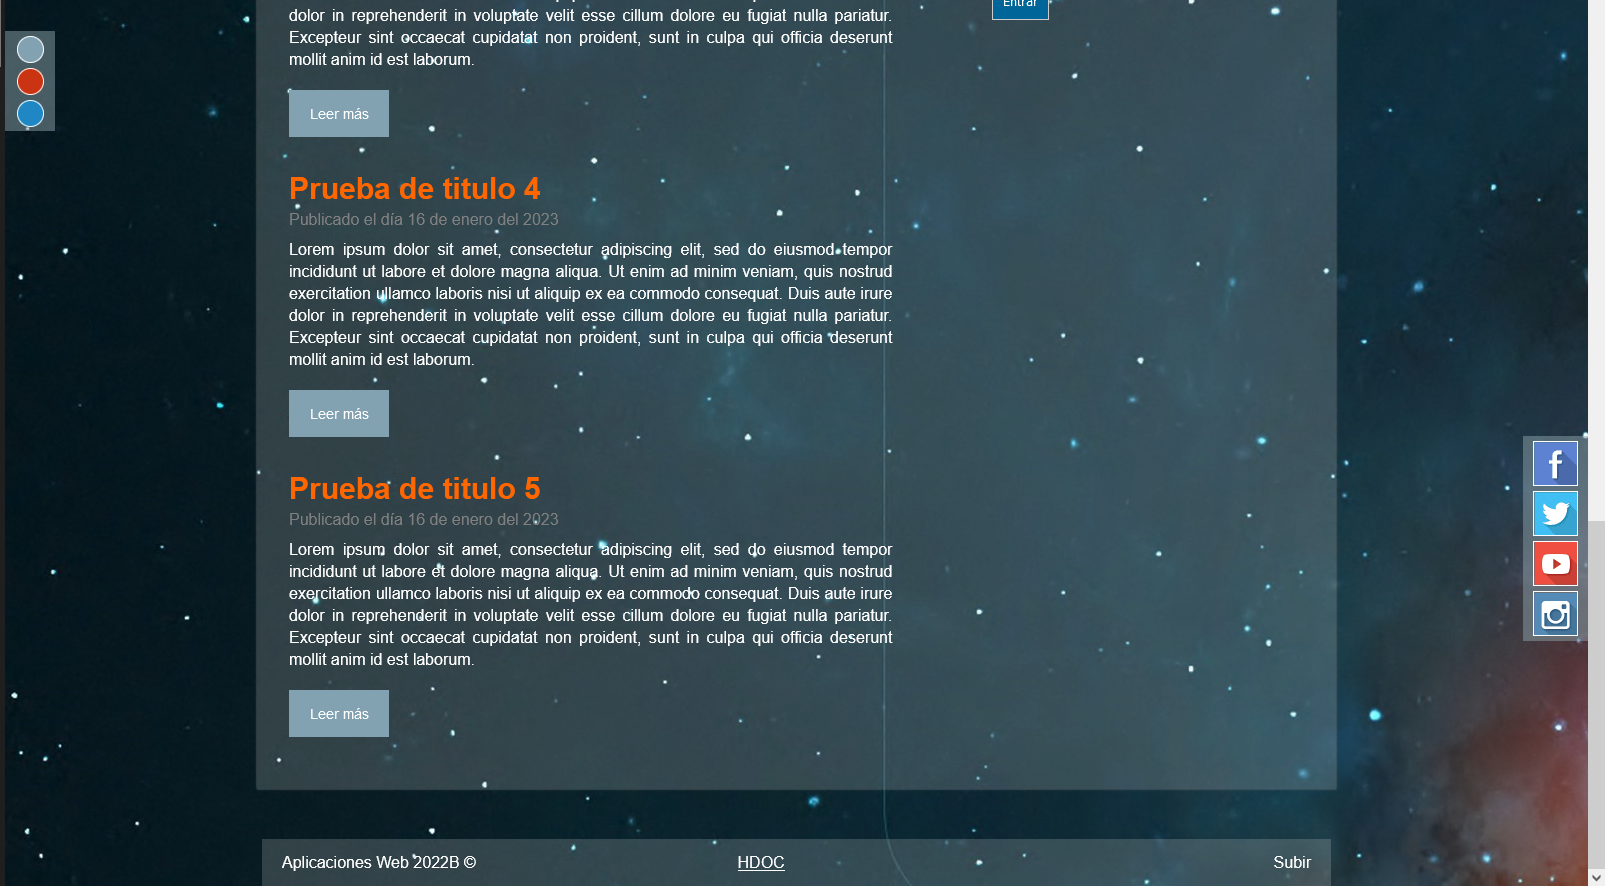 dolor in reprehenderit in voluptate velit esse cillum dolore eu fugiat nulla pariatur.
Excepteur sint occaecat cupidatat non proident, sunt in culpa qui officia deserunt
mollit anim id est laborum.
Entrar
Leer más
Prueba de titulo 4
Publicado el día 16 de enero del 2023
Lorem ipsum dolor sit amet, consectetur adipiscing elit, sed do eiusmod tempor
incididunt ut labore et dolore magna aliqua. Ut enim ad minim veniam, quis nostrud
exercitation ullamco laboris nisi ut aliquip ex ea commodo consequat. Duis aute irure
dolor in reprehenderit in voluptate velit esse cillum dolore eu fugiat nulla pariatur.
Excepteur sint occaecat cupidatat non proident, sunt in culpa qui officia deserunt
mollit anim id est laborum.
Leer más
Prueba de titulo 5
Publicado el día 16 de enero del 2023
Lorem ipsum dolor sit amet, consectetur adipiscing elit, sed do eiusmod tempor
incididunt ut labore et dolore magna aliqua. Ut enim ad minim veniam, quis nostrud
exercitation ullamco laboris nisi ut aliquip ex ea commodo consequat. Duis aute irure
dolor in reprehenderit in voluptate velit esse cillum dolore eu fugiat nulla pariatur.
Excepteur sint occaecat cupidatat non proident, sunt in culpa qui officia deserunt
mollit anim id est laborum.
Leer más
Aplicaciones Web 2022B ©
HDOC
Subir